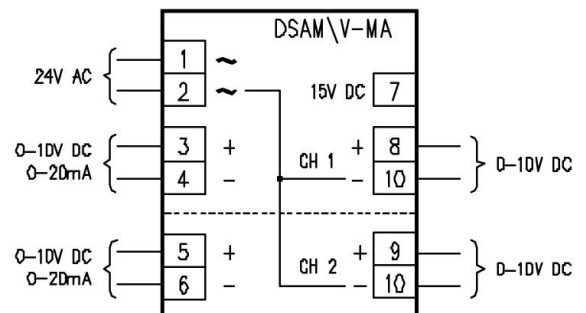 DSAM\V-MA
24V AC
1 ~
2 ~
15V DC 7
0-10V DC
0-20mA
3 +
4 -
CH 1
+ 8
- 10
0-10V DC
0-10V DC
0-20mA
5 +
6 -
CH 2
+ 9
- 10
0-10V DC